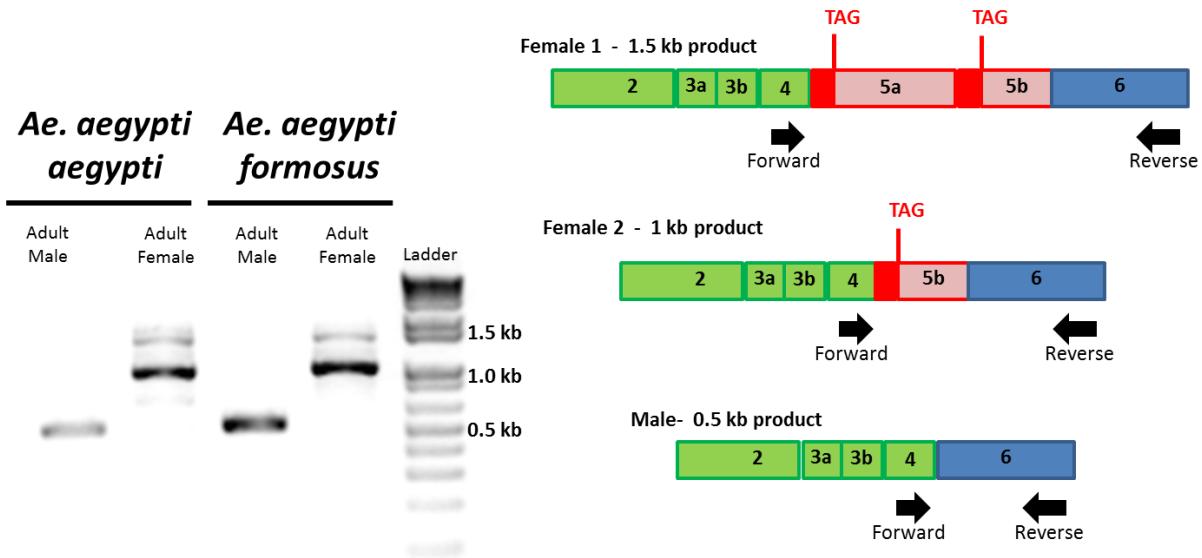 Ae. aegypti
aegypti
Ae. aegypti
formosus
Adult
Male
Adult
Female
Adult
Male
Adult
Female
Ladder
1.5 kb
1.0 kb
0.5 kb
TAG TAG
Female 1 - 1.5 kb product
2 3a 3b 4 5a 5b 6
Forward Reverse
TAG
Female 2 - 1 kb product
2 3a 3b 4 5b 6
Forward Reverse
Male- 0.5 kb product
2 3a 3b 4 6
Forward Reverse